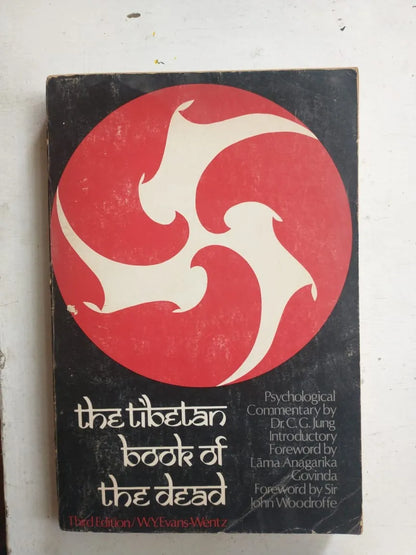 the tibetan
book of
the dead
Third Edition/W.Y.Evans-Wentz
Psychological
Commentary by
Dr. C. G. Jung
Introductory
Foreword by
Lāma Anagarika
Govinda
Foreword by Sir
John Woodroffe